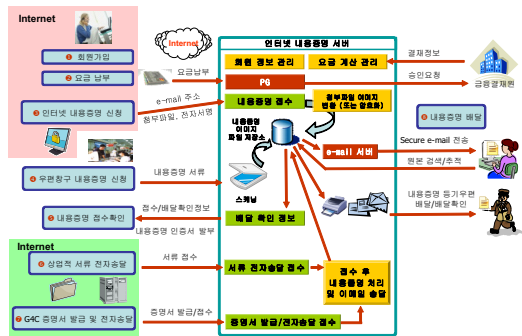 Internet
❶ 회원가입
❷ 요금 납부
❸ 인터넷 내용증명 신청
❹ 우편창구 내용증명 신청
❺ 내용증명 접수확인
Internet
❻ 상업적 서류 전자송달
❼ G4C 증명서 발급 및 전자송달
Internet
요금납부
e-mail 주소
첨부파일, 전자서명
내용증명 서류
접수/배달확인정보
내용증명 인증서 발부
서류 접수
증명서 발급/접수
인터넷 내용증명 서버
회원 정보 관리
요금 계산 관리
PG
내용증명 접수
첨부파일 이미지
변환 (또는 암호화)
내용증명
이미지
파일 저장소
e-mail 서버
스캐닝
배달 확인 정보
서류 전자송달 접수
접수 후
내용증명 처리
및 이메일 송달
증명서 발급/전자송달 접수
결재정보
승인요청
금융결재원
내용증명 배달
Secure e-mail 전송
원본 검색/추적
내용증명 등기우편
배달/배달확인